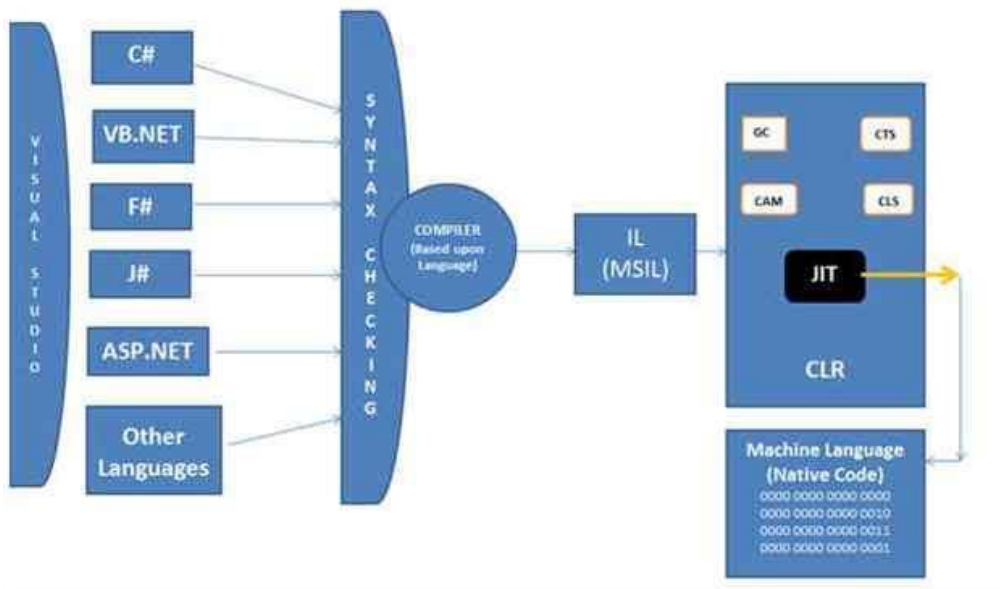 VISUAL STUDIO
C#
VB.NET
F#
J#
ASP.NET
Other
Languages
SYNTAX CHECKING
COMPILER
(Based upon
Language)
IL
(MSIL)
GC
CTS
CAM
CLS
JIT
CLR
Machine Language
(Native Code)
0000 0000 0000 0000
0000 0000 0000 0010
0000 0000 0000 0011
0000 0000 0000 0001